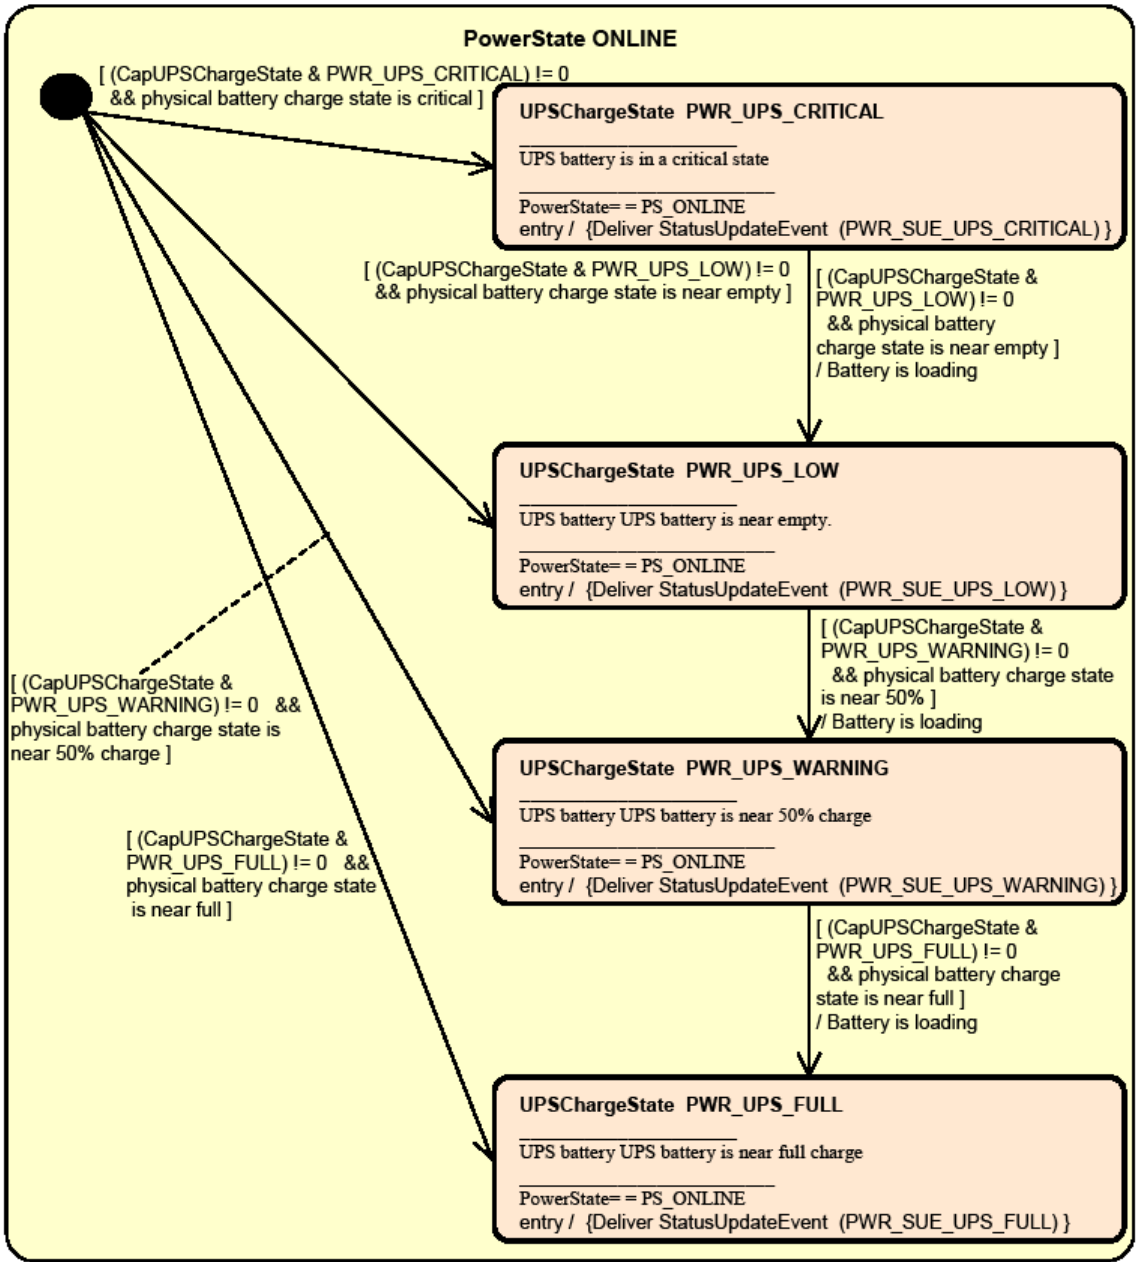 PowerState ONLINE
[ (CapUPSChargeState & PWR_UPS_CRITICAL) != 0
&& physical battery charge state is critical ]
UPSChargeState PWR_UPS_CRITICAL
UPS battery is in a critical state
PowerState= = PS_ONLINE
entry / {Deliver StatusUpdateEvent (PWR_SUE_UPS_CRITICAL) }
[ (CapUPSChargeState & PWR_UPS_LOW) != 0
&& physical battery charge state is near empty ]
[ (CapUPSChargeState &
PWR_UPS_LOW) != 0
&& physical battery
charge state is near empty ]
/ Battery is loading
UPSChargeState PWR_UPS_LOW
UPS battery UPS battery is near empty.
PowerState= = PS_ONLINE
entry / {Deliver StatusUpdateEvent (PWR_SUE_UPS_LOW) }
[ (CapUPSChargeState &
PWR_UPS_WARNING) != 0
&& physical battery charge state
is near 50% ]
/ Battery is loading
[ (CapUPSChargeState &
PWR_UPS_WARNING) != 0 &&
physical battery charge state is
near 50% charge ]
UPSChargeState PWR_UPS_WARNING
UPS battery UPS battery is near 50% charge
PowerState= = PS_ONLINE
entry / {Deliver StatusUpdateEvent (PWR_SUE_UPS_WARNING) }
[ (CapUPSChargeState &
PWR_UPS_FULL) != 0 &&
physical battery charge state
is near full ]
[ (CapUPSChargeState &
PWR_UPS_FULL) != 0
&& physical battery charge
state is near full ]
/ Battery is loading
UPSChargeState PWR_UPS_FULL
UPS battery UPS battery is near full charge
PowerState= = PS_ONLINE
entry / {Deliver StatusUpdateEvent (PWR_SUE_UPS_FULL) }